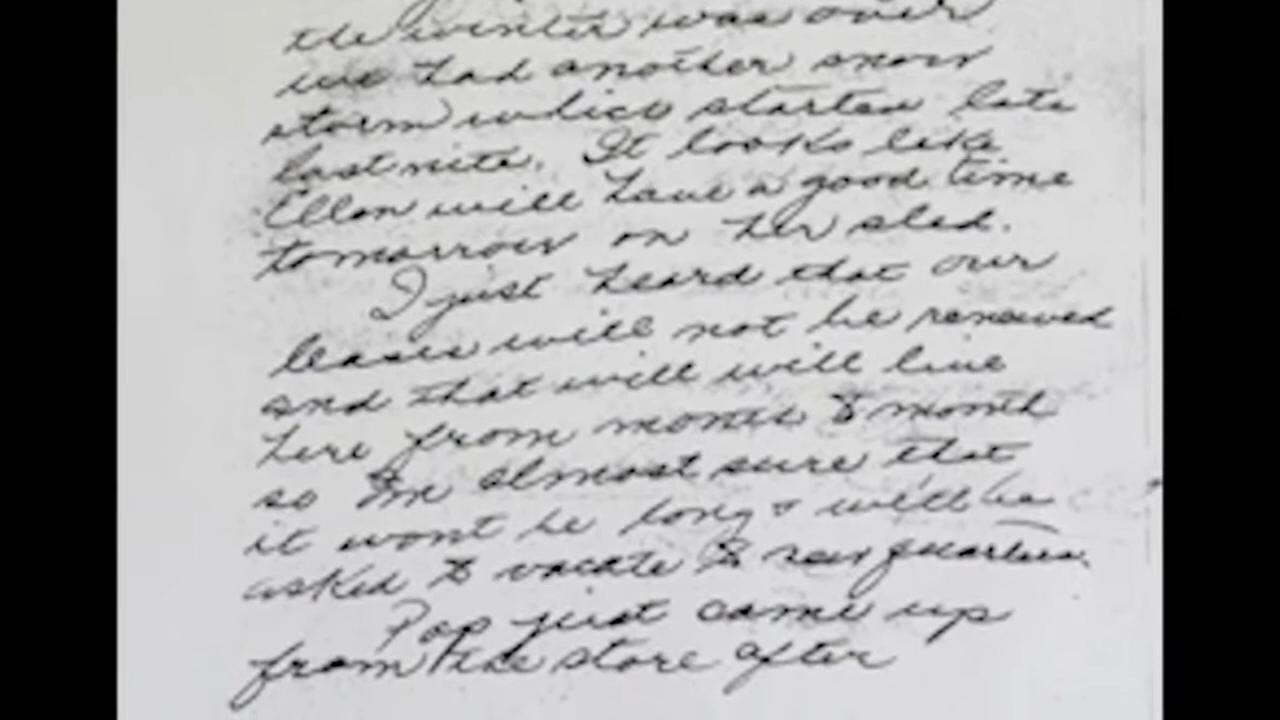 the winter was over
we had another snow
storm which started late
last nite. It looks like
Ellen will have a good time
tomorrow on her sled.
I just heard that our
leases will not be renewed
and that will will live
here from month to month
so I'm almost sure that
it wont be long & we'll be
asked to vacate to new quarters.
Pop just came up
from the store after